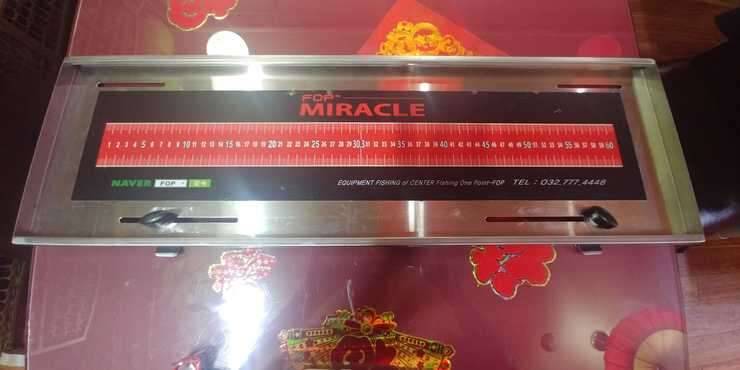 FOP
MIRACLE
1 2 3 4 5 6 7 8 9 10 11 12 13 14 15 16 17 18 19 20 21 22 23 24 25 26 27 28 29 30.3 31 32 33 34 35 36 37 38 39 40 41 42 43 44 45 46 47 48 49 50 51 52 53 54 55 56 57 58 59 60
NAVER FOP
EQUIPMENT FISHING of CENTER Fishing One Point-FOP TEL : 032.777.4446